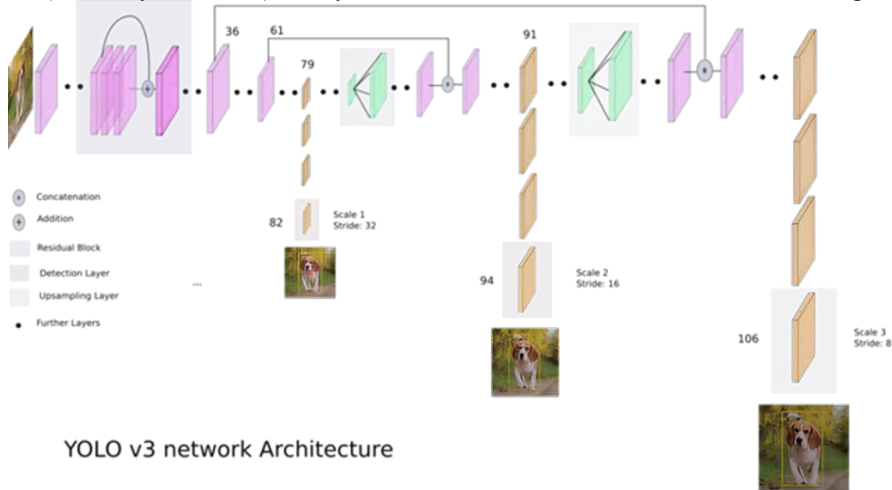 36
61
91
79
Concatenation
Addition
Residual Block
Detection Layer
Upsampling Layer
Further Layers
...
82
Scale 1
Stride: 32
94
Scale 2
Stride: 16
106
Scale 3
Stride: 8
YOLO v3 network Architecture